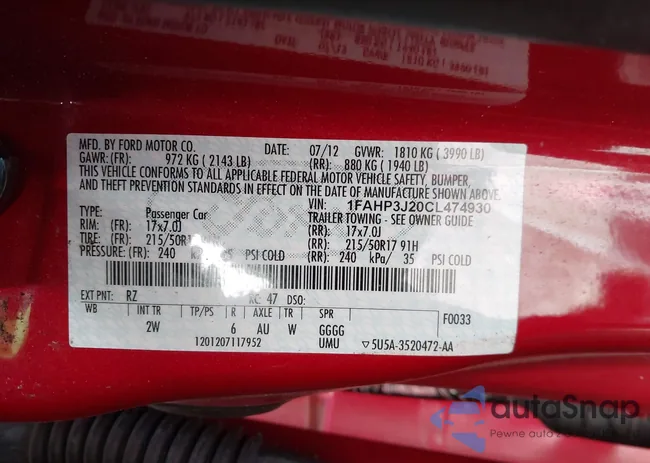 MFD. BY FORD MOTOR CO. DATE: 07/12 GVWR: 1810 KG ( 3990 LB)
GAWR: (FR): 972 KG ( 2143 LB) (RR): 880 KG ( 1940 LB)
THIS VEHICLE CONFORMS TO ALL APPLICABLE FEDERAL MOTOR VEHICLE SAFETY, BUMPER,
AND THEFT PREVENTION STANDARDS IN EFFECT ON THE DATE OF MANUFACTURE SHOWN ABOVE.
VIN: 1FAHP3J20CL474930
TYPE: Passenger Car TRAILER TOWING - SEE OWNER GUIDE
RIM: (FR) 17x7.0J (RR): 17x7.0J
TIRE: (FR): 215/50R (RR): 215/50R17 91H
PRESSURE: (FR): 240 PSI COLD (RR): 240 kPa/ 35 PSI COLD
EXT PNT: RZ RC: 47 DSO:
WB INT TR TP/PS R AXLE TR SPR F0033
2W 6 AU W GGGG
1201207117952 UMU ▽5U5A-3520472-AA
autoSnap
Pewne auto